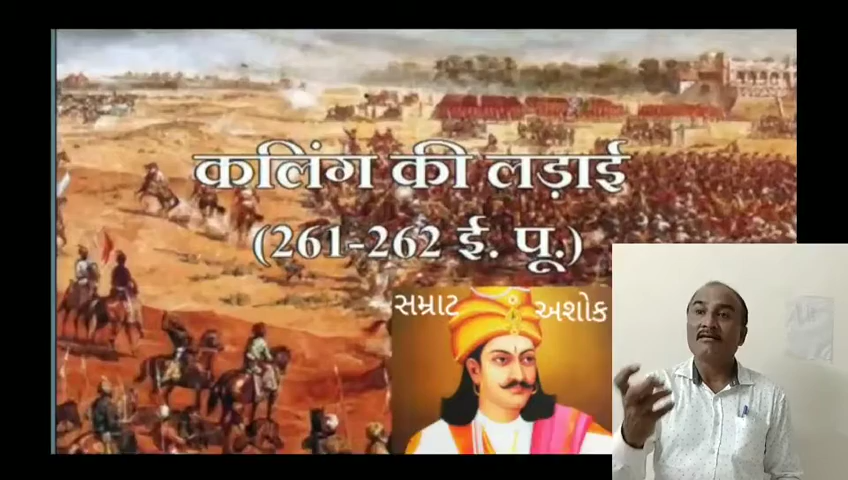 कलिंग की लड़ाई
(261-262 ई. पू.)
સમ્રાટ અશોક